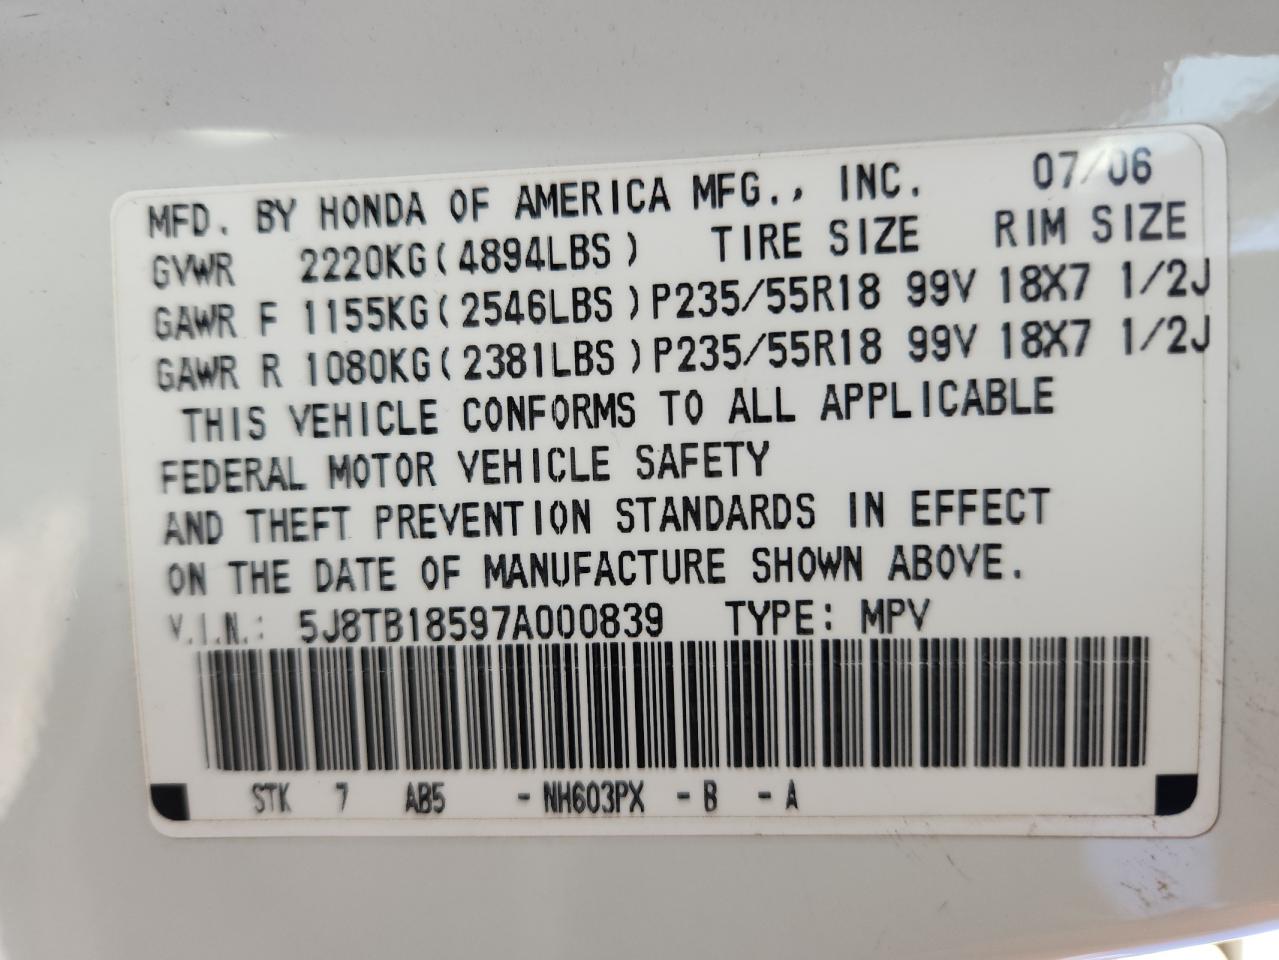 MFD. BY HONDA OF AMERICA MFG., INC. 07/06
GVWR 2220KG(4894LBS) TIRE SIZE RIM SIZE
GAWR F 1155KG(2546LBS)P235/55R18 99V 18X7 1/2J
GAWR R 1080KG(2381LBS)P235/55R18 99V 18X7 1/2J
THIS VEHICLE CONFORMS TO ALL APPLICABLE
FEDERAL MOTOR VEHICLE SAFETY
AND THEFT PREVENTION STANDARDS IN EFFECT
ON THE DATE OF MANUFACTURE SHOWN ABOVE.
V.I.N.: 5J8TB18597A000839 TYPE: MPV
STK 7 AB5 -NH603PX -B -A